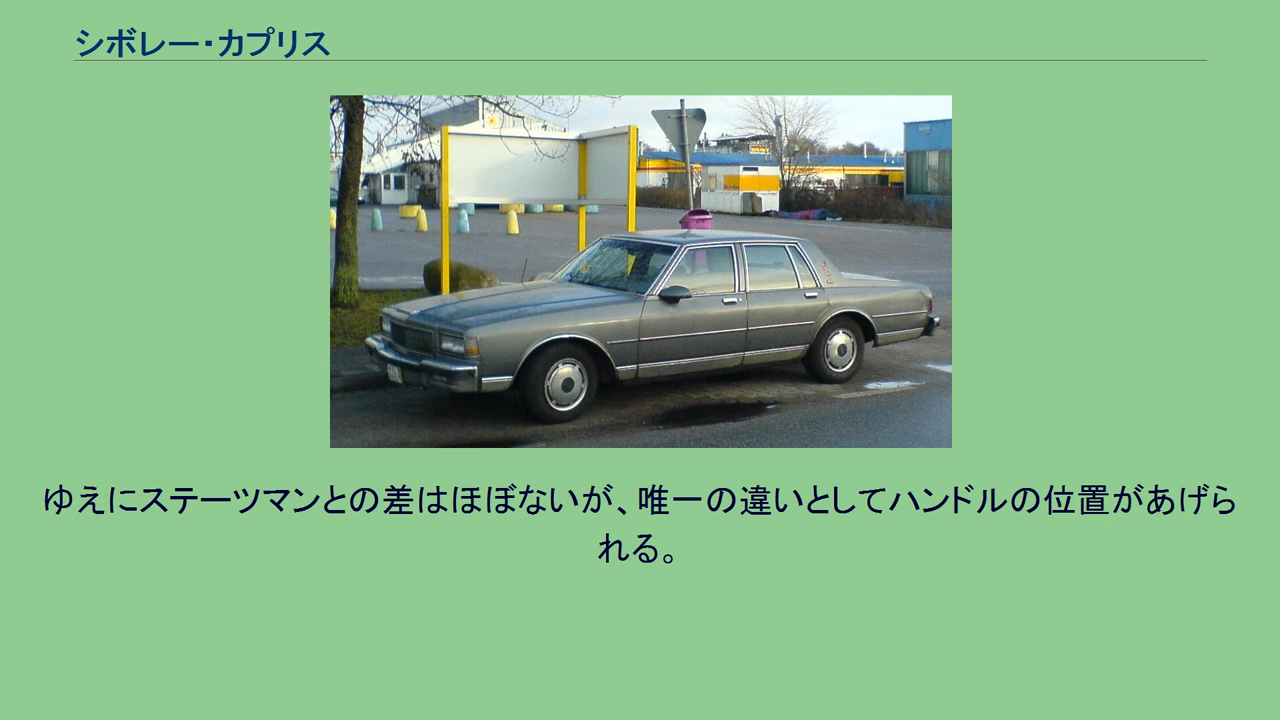 シボレー・カプリス
ゆえにステーツマンとの差はほぼないが、唯一の違いとしてハンドルの位置があげら
れる。